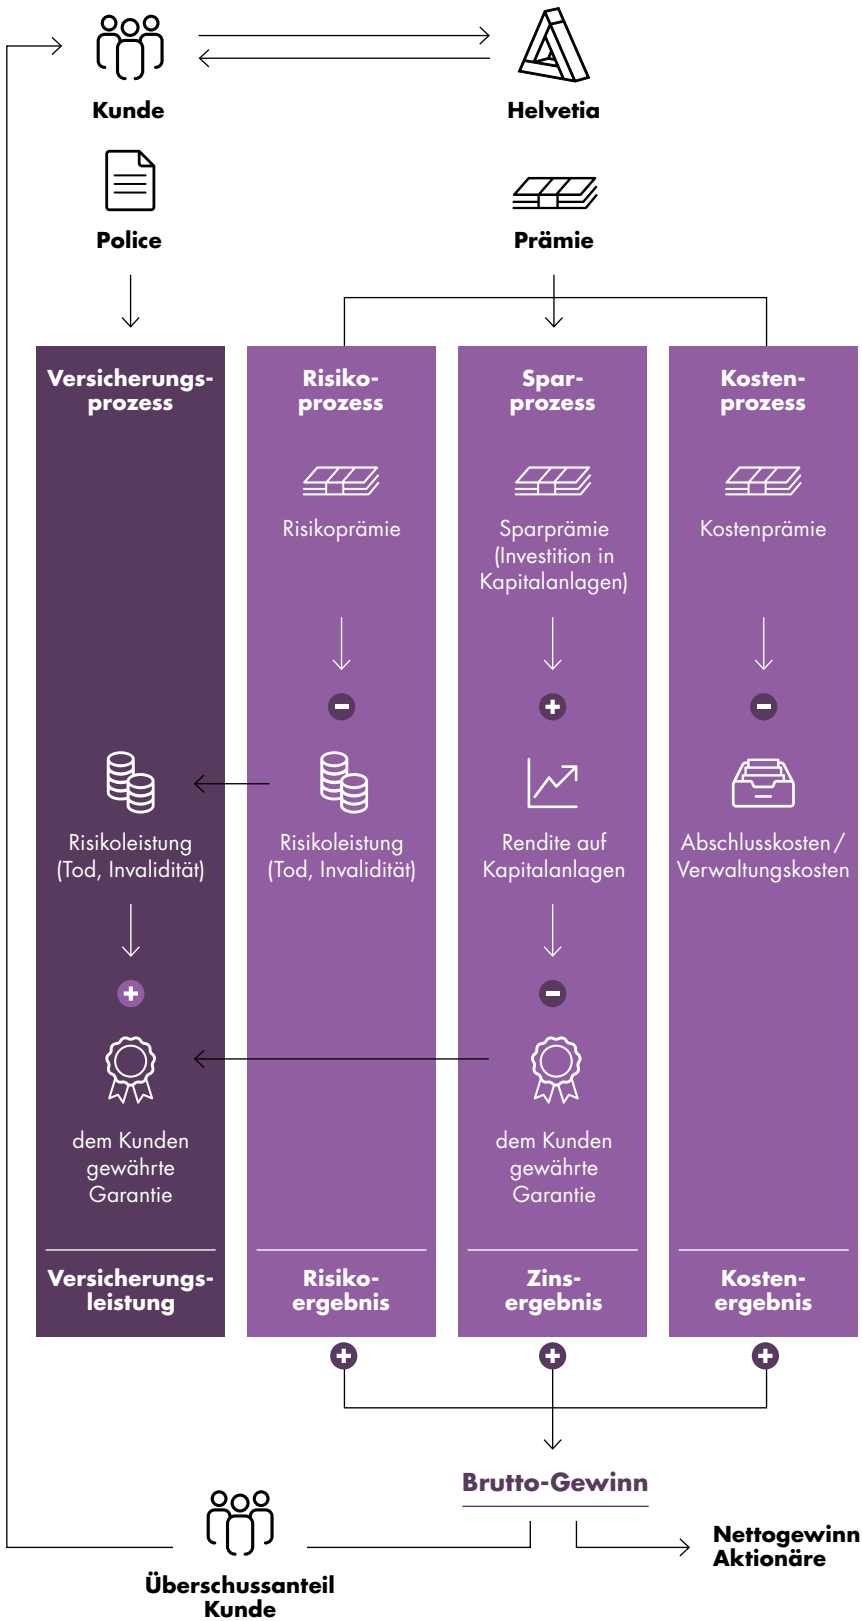 Kunde
Helvetia
Police
Prämie
Versicherungs-
prozess
Risiko-
prozess
Spar-
prozess
Kosten-
prozess
Risikoprämie
Sparprämie
(Investition in
Kapitalanlagen)
Kostenprämie
Risikoleistung
(Tod, Invalidität)
Risikoleistung
(Tod, Invalidität)
Rendite auf
Kapitalanlagen
Abschlusskosten/
Verwaltungskosten
dem Kunden
gewährte
Garantie
dem Kunden
gewährte
Garantie
Versicherungs-
leistung
Risiko-
ergebnis
Zins-
ergebnis
Kosten-
ergebnis
Brutto-Gewinn
Nettogewinn
Aktionäre
Überschussanteil
Kunde